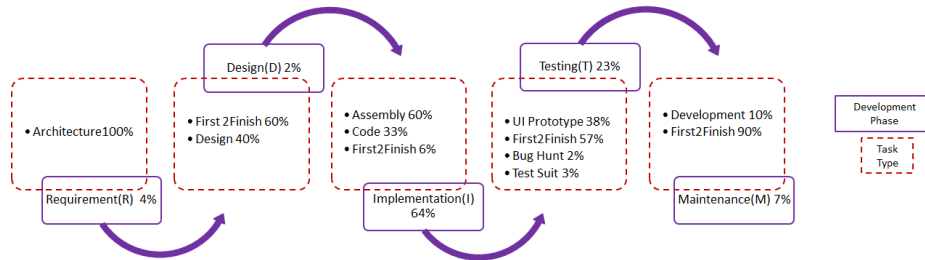 Design(D) 2%
Testing(T) 23%
• Architecture100%
• First 2Finish 60%
• Design 40%
• Assembly 60%
• Code 33%
• First2Finish 6%
• UI Prototype 38%
• First2Finish 57%
• Bug Hunt 2%
• Test Suit 3%
• Development 10%
• First2Finish 90%
Development
Phase
Task
Type
Requirement(R) 4%
Implementation(I)
64%
Maintenance(M) 7%